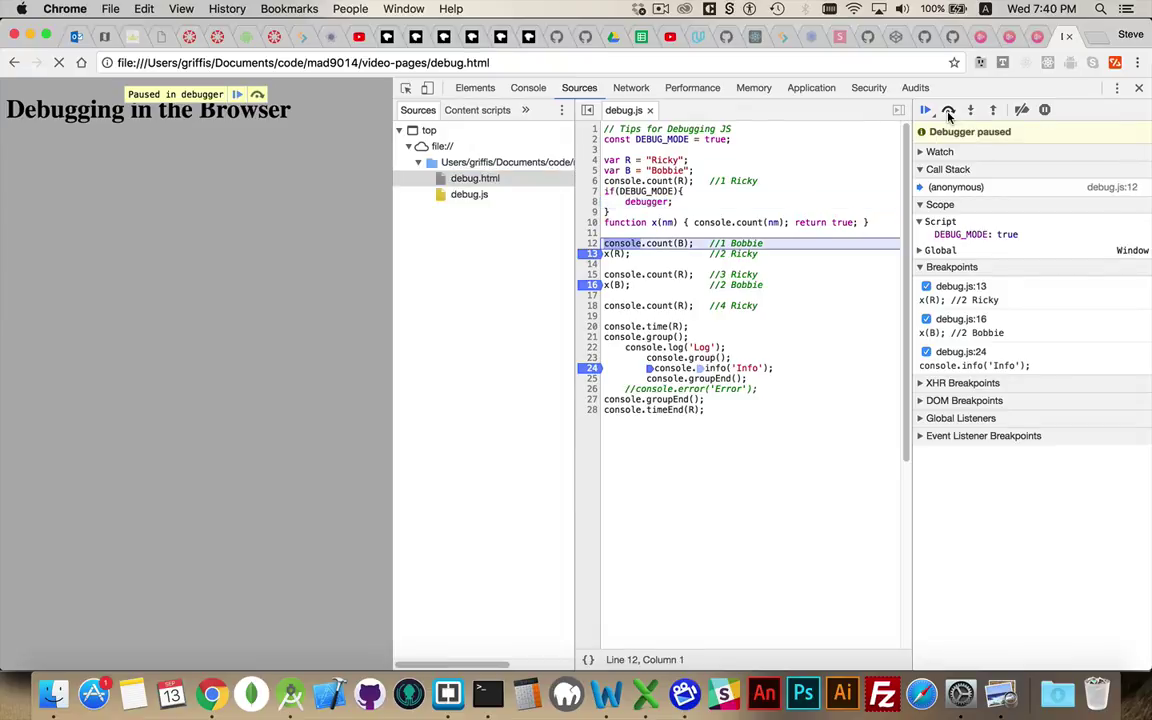 Chrome File Edit View History Bookmarks People Window Help 100% Wed 7:40 PM
Steve
file:///Users/griffis/Documents/code/mad9014/video-pages/debug.html
Paused in debugger
Debugging in the Browser
Elements Console Sources Network Performance Memory Application Security Audits
Sources Content scripts »
top
file://
Users/griffis/Documents/code/
debug.html
debug.js
debug.js ×
1 // Tips for Debugging JS
2 const DEBUG_MODE = true;
3
4 var R = "Ricky";
5 var B = "Bobbie";
6 console.count(R); //1 Ricky
7 if(DEBUG_MODE){
8 debugger;
9 }
10 function x(nm) { console.count(nm); return true; }
11
12 console.count(B); //1 Bobbie
13 x(R); //2 Ricky
14
15 console.count(R); //3 Ricky
16 x(B); //2 Bobbie
17
18 console.count(R); //4 Ricky
19
20 console.time(R);
21 console.group();
22 console.log('Log');
23 console.group();
24 console.info('Info');
25 console.groupEnd();
26 //console.error('Error');
27 console.groupEnd();
28 console.timeEnd(R);
{} Line 12, Column 1
Debugger paused
Watch
Call Stack
(anonymous) debug.js:12
Scope
Script
DEBUG_MODE: true
Global Window
Breakpoints
debug.js:13
x(R); //2 Ricky
debug.js:16
x(B); //2 Bobbie
debug.js:24
console.info('Info');
XHR Breakpoints
DOM Breakpoints
Global Listeners
Event Listener Breakpoints
1
SEP
13
An
Ps
Ai
Fz